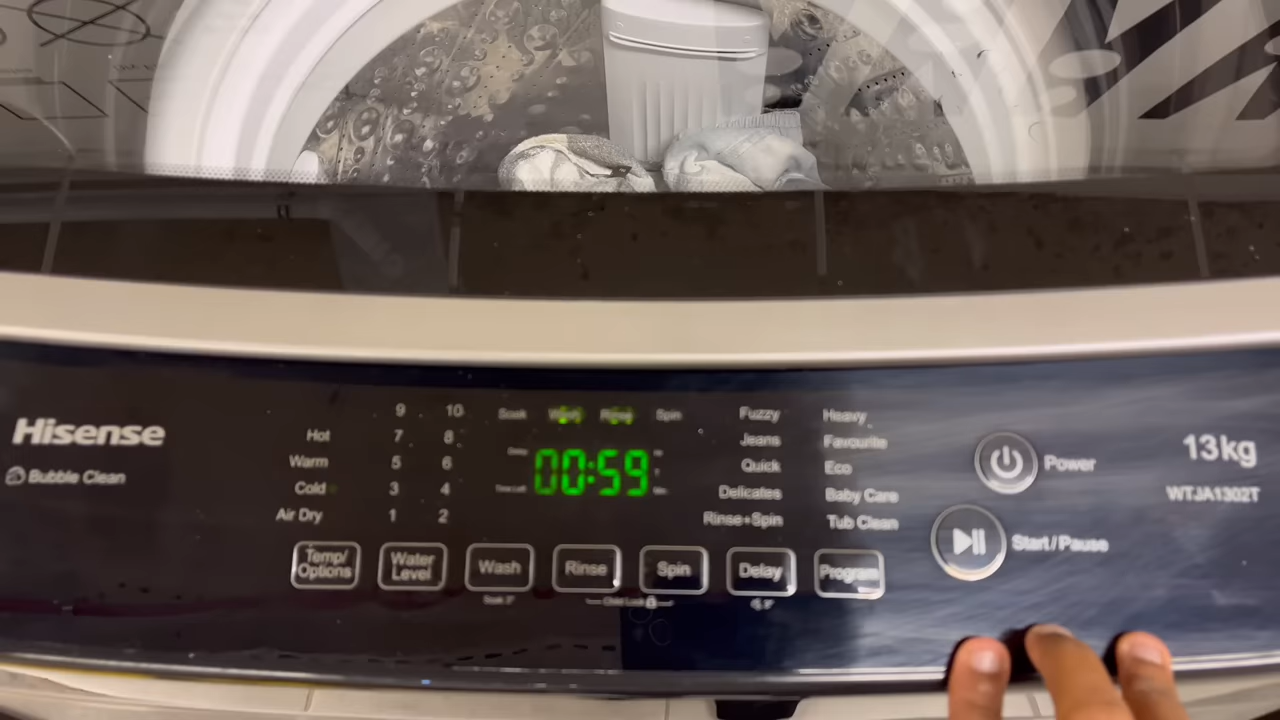 Hisense
Bubble Clean
Hot
Warm
Cold
Air Dry
9 10
7 8
5 6
3 4
1 2
Soak Wash Rinse Spin
00:59
Fuzzy Heavy
Jeans Favourite
Quick Eco
Delicates Baby Care
Rinse+Spin Tub Clean
Temp/
Options
Water
Level
Wash
Rinse
Spin
Delay
Program
Child Lock
Power
Start/Pause
13kg
WTJA1302T